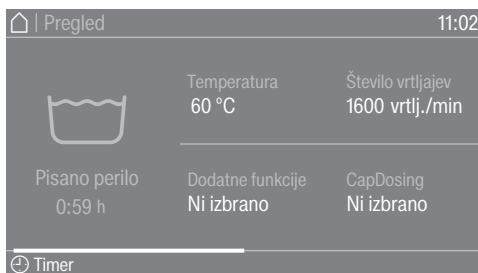 | Pregled 11:02
Temperatura
60 °C
Število vrtljajev
1600 vrtlj./min
Pisano perilo
0:59 h
Dodatne funkcije
Ni izbrano
CapDosing
Ni izbrano
Timer